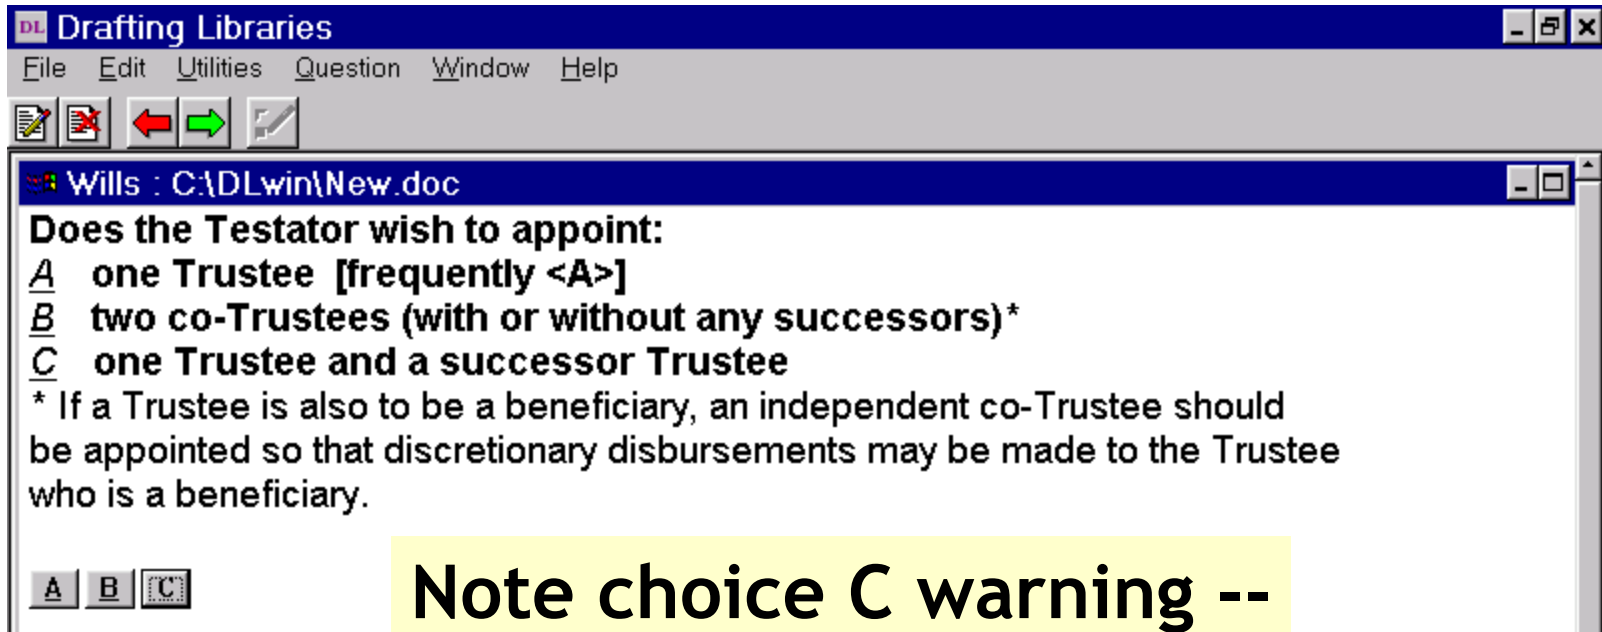 DL Drafting Libraries
File Edit Utilities Question Window Help
Wills : C:\DLwin\New.doc
Does the Testator wish to appoint:
A one Trustee [frequently <A>]
B two co-Trustees (with or without any successors)*
C one Trustee and a successor Trustee
* If a Trustee is also to be a beneficiary, an independent co-Trustee should
be appointed so that discretionary disbursements may be made to the Trustee
who is a beneficiary.
A B C
Note choice C warning --